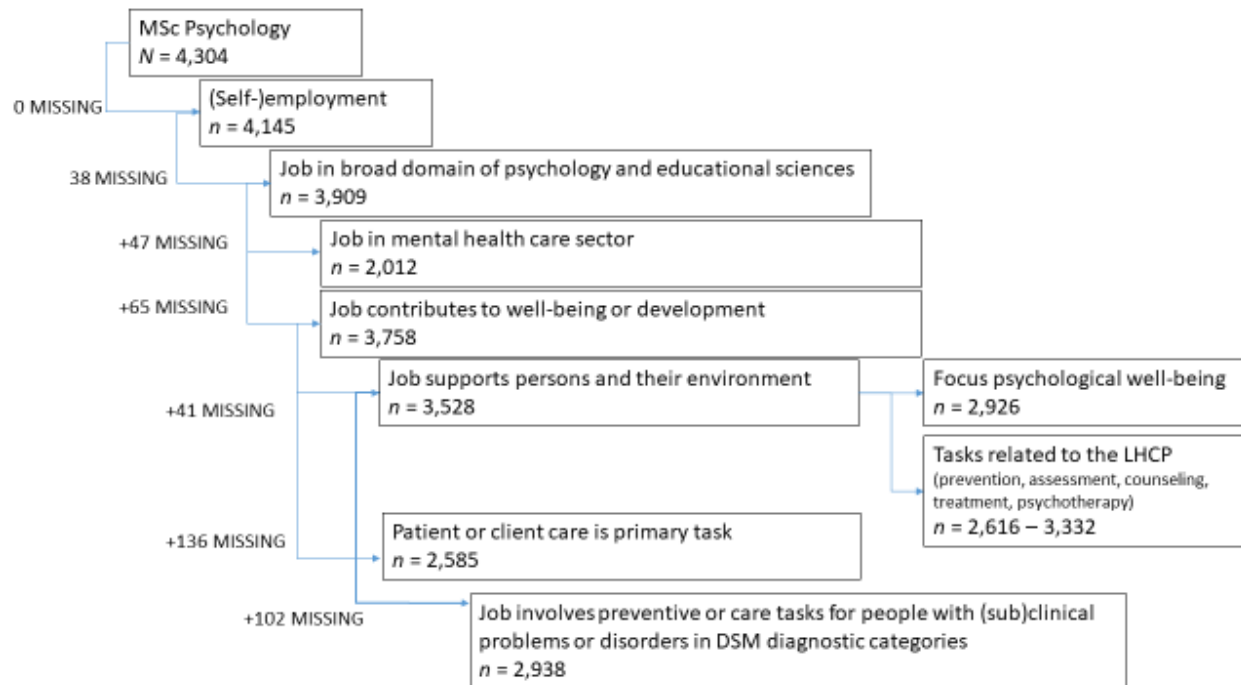 MSc Psychology
N = 4,304
0 MISSING
(Self-)employment
n = 4,145
38 MISSING
Job in broad domain of psychology and educational sciences
n = 3,909
+47 MISSING
Job in mental health care sector
n = 2,012
+65 MISSING
Job contributes to well-being or development
n = 3,758
+41 MISSING
Job supports persons and their environment
n = 3,528
Focus psychological well-being
n = 2,926
Tasks related to the LHCP
(prevention, assessment, counseling,
treatment, psychotherapy)
n = 2,616 – 3,332
+136 MISSING
Patient or client care is primary task
n = 2,585
+102 MISSING
Job involves preventive or care tasks for people with (sub)clinical
problems or disorders in DSM diagnostic categories
n = 2,938